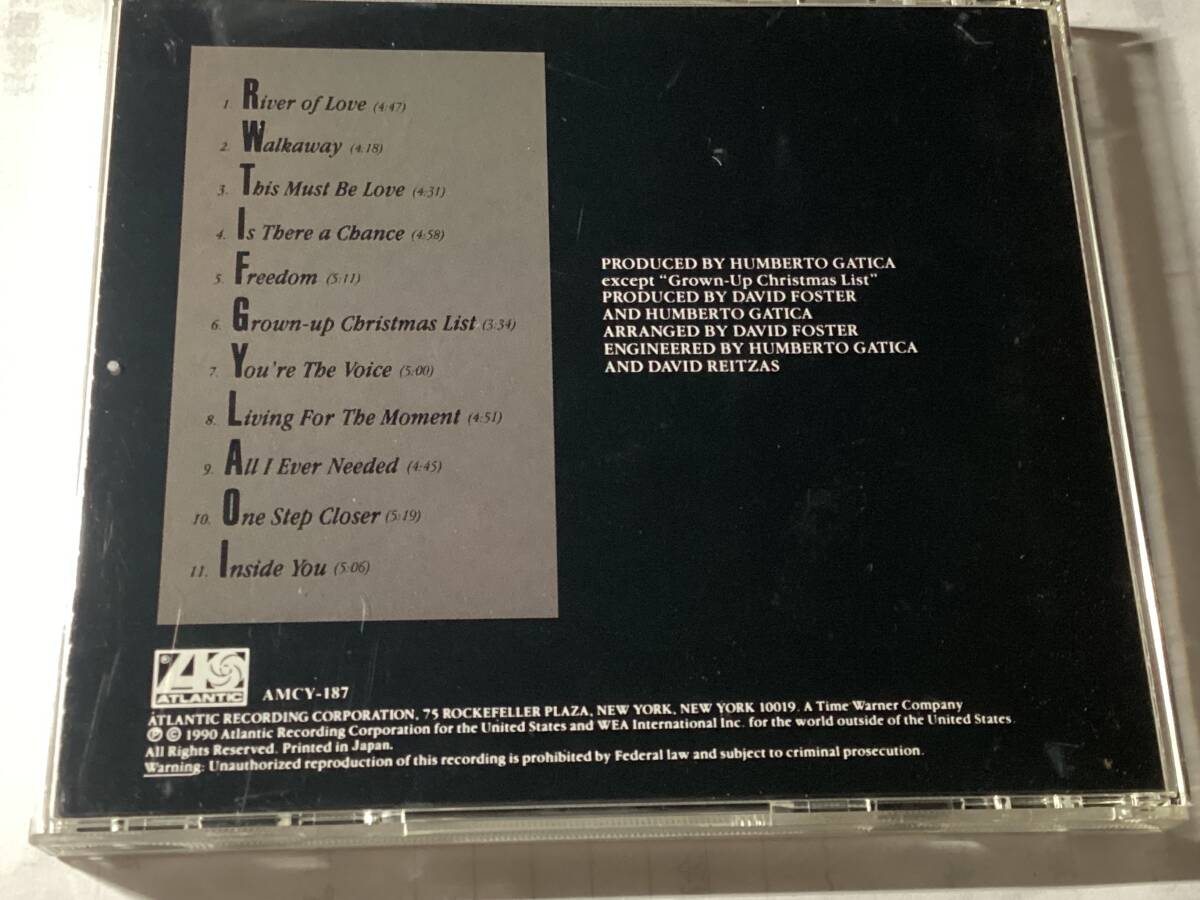 1. River of Love (4:47)
2. Walkaway (4:18)
3. This Must Be Love (4:31)
4. Is There a Chance (4:58)
5. Freedom (5:11)
6. Grown-up Christmas List (3:34)
7. You're The Voice (5:00)
8. Living For The Moment (4:51)
9. All I Ever Needed (4:45)
10. One Step Closer (5:19)
11. Inside You (5:06)
PRODUCED BY HUMBERTO GATICA
except "Grown-Up Christmas List"
PRODUCED BY DAVID FOSTER
AND HUMBERTO GATICA
ARRANGED BY DAVID FOSTER
ENGINEERED BY HUMBERTO GATICA
AND DAVID REITZAS
ATLANTIC
AMCY-187
ATLANTIC RECORDING CORPORATION, 75 ROCKEFELLER PLAZA, NEW YORK, NEW YORK 10019. A Time Warner Company
℗ © 1990 Atlantic Recording Corporation for the United States and WEA International Inc. for the world outside of the United States.
All Rights Reserved. Printed in Japan.
Warning: Unauthorized reproduction of this recording is prohibited by Federal law and subject to criminal prosecution.